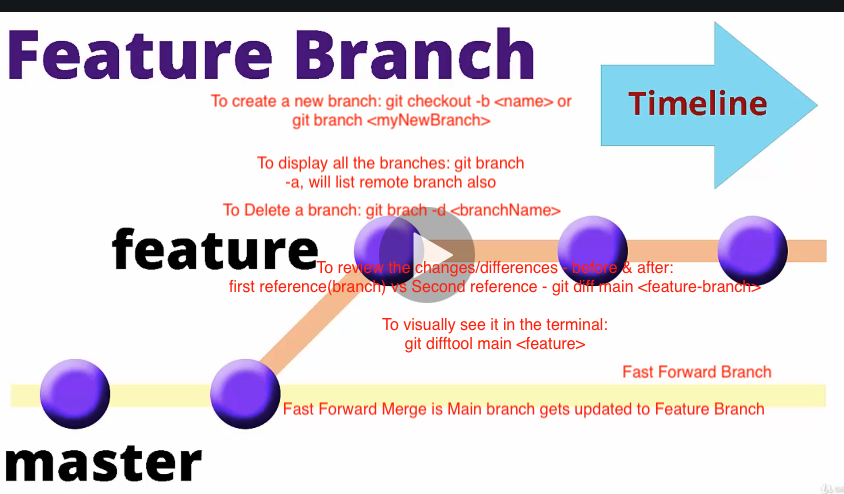 Feature Branch
To create a new branch: git checkout -b <name> or
git branch <myNewBranch>
Timeline
To display all the branches: git branch
-a, will list remote branch also
To Delete a branch: git brach -d <branchName>
feature
To review the changes/differences - before & after:
first reference(branch) vs Second reference - git diff main <feature-branch>
To visually see it in the terminal:
git difftool main <feature>
Fast Forward Branch
Fast Forward Merge is Main branch gets updated to Feature Branch
master